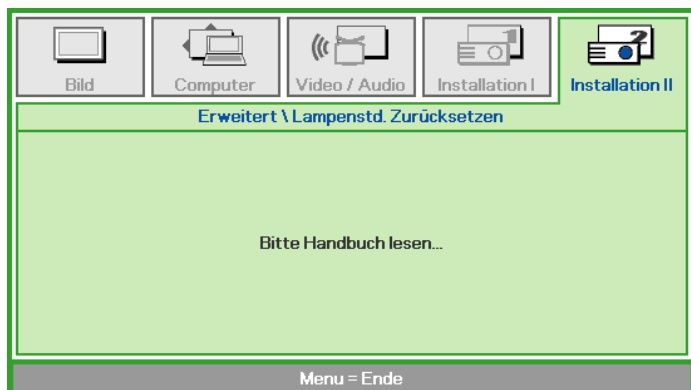 Bild Computer Video / Audio Installation I Installation II
Erweitert \ Lampenstd. Zurücksetzen
Bitte Handbuch lesen...
Menu = Ende